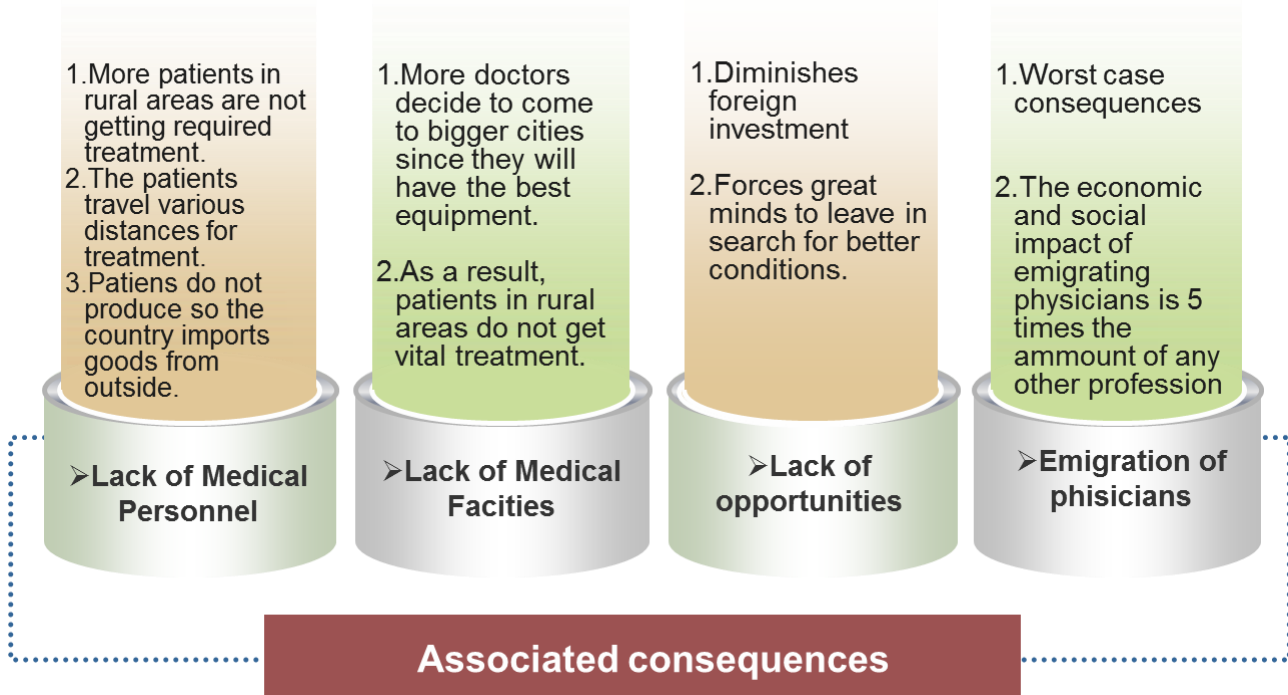 1.More patients in
rural areas are not
getting required
treatment.
2.The patients
travel various
distances for
treatment.
3.Patiens do not
produce so the
country imports
goods from
outside.
➢Lack of Medical
Personnel
1.More doctors
decide to come
to bigger cities
since they will
have the best
equipment.
2.As a result,
patients in rural
areas do not get
vital treatment.
➢Lack of Medical
Facities
1.Diminishes
foreign
investment
2.Forces great
minds to leave in
search for better
conditions.
➢Lack of
opportunities
1.Worst case
consequences
2.The economic
and social
impact of
emigrating
physicians is 5
times the
ammount of any
other profession
➢Emigration of
phisicians
Associated consequences